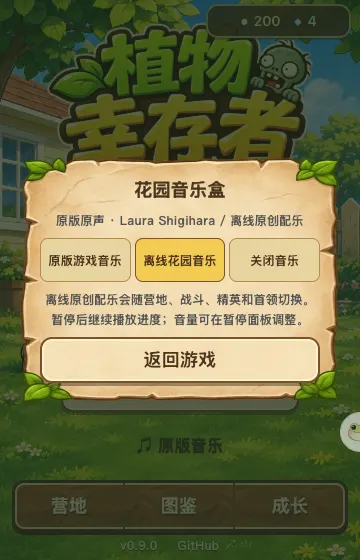 200 4
植物
幸存者
花园音乐盒
原版原声 · Laura Shigihara / 离线原创配乐
原版游戏音乐 离线花园音乐 关闭音乐
离线原创配乐会随营地、战斗、精英和首领切换。
暂停后继续播放进度；音量可在暂停面板调整。
返回游戏
♫ 原版音乐
营地 图鉴 成长
v0.9.0 GitHub